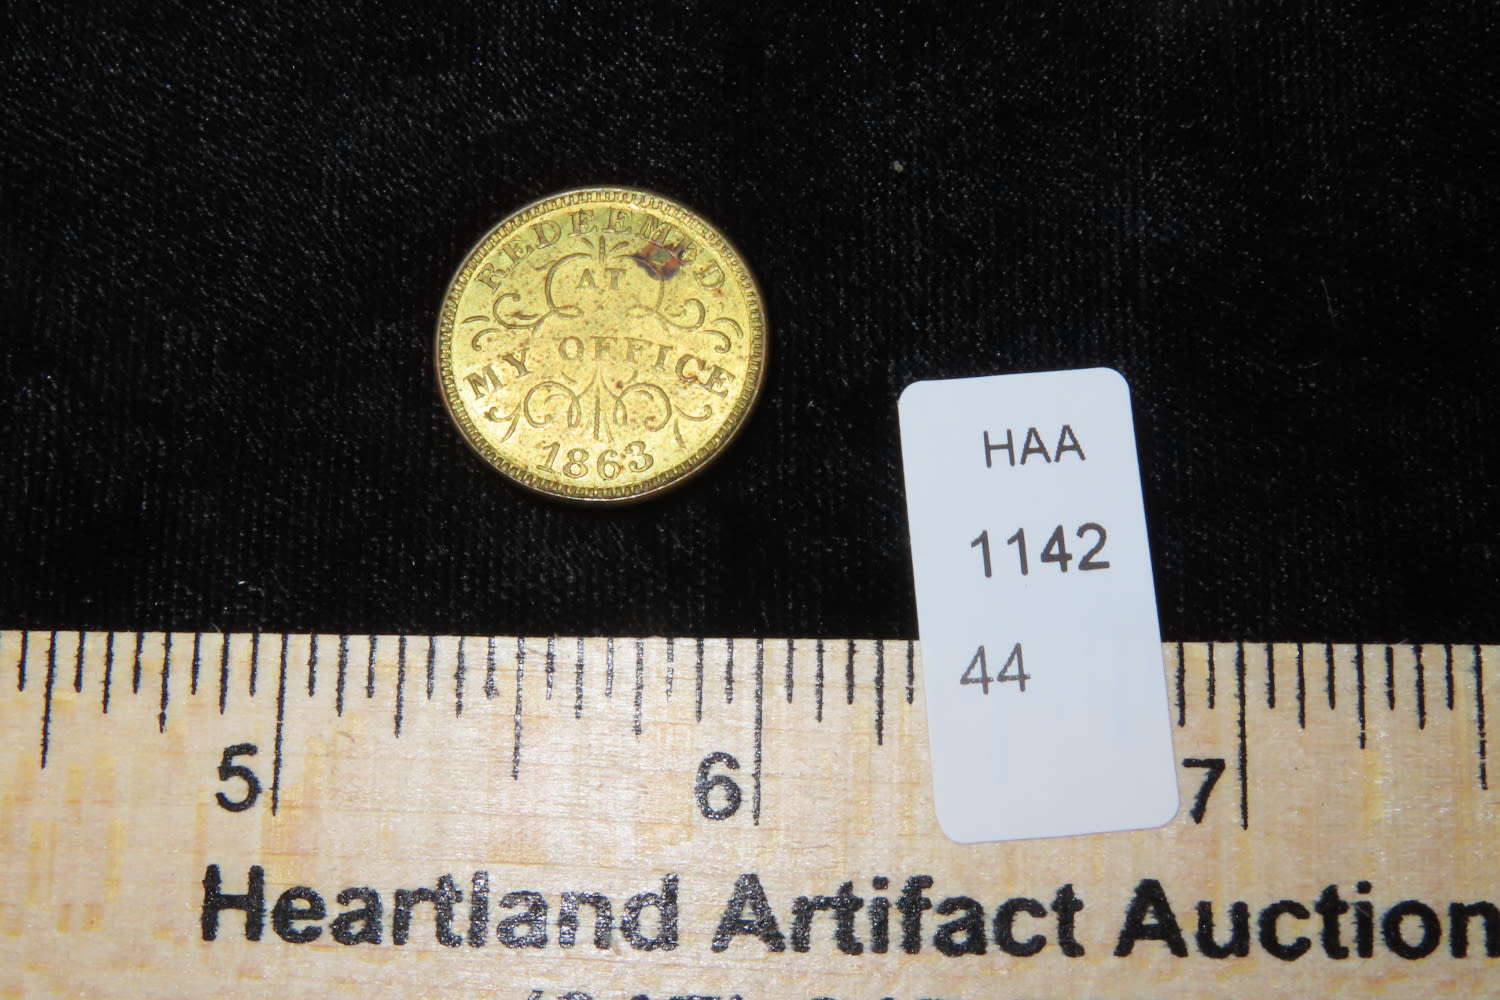 REDEEMED
AT
MY OFFICE
1863
HAA
1142
44
5 6 7
Heartland Artifact Auction